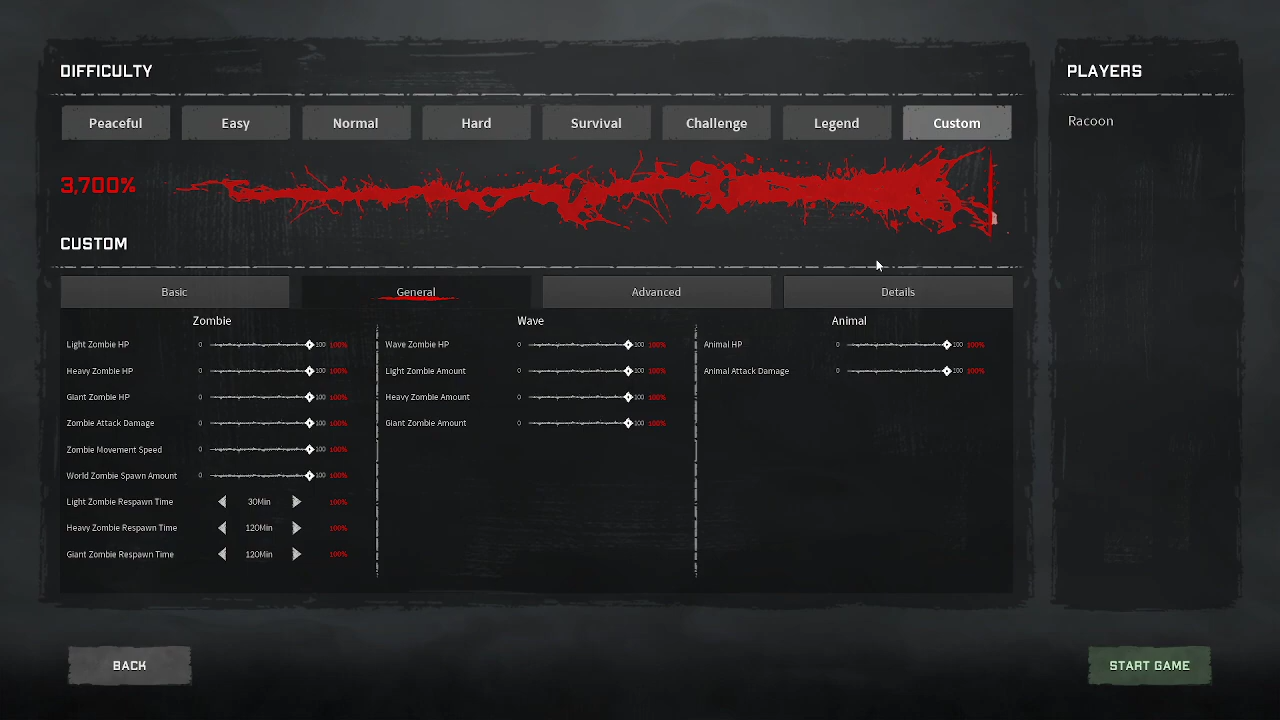 DIFFICULTY
PLAYERS
Peaceful Easy Normal Hard Survival Challenge Legend Custom
Racoon
3,700%
CUSTOM
Basic General Advanced Details
Zombie Wave Animal
Light Zombie HP 0 100 100% Wave Zombie HP 0 100 100% Animal HP 0 100 100%
Heavy Zombie HP 0 100 100% Light Zombie Amount 0 100 100% Animal Attack Damage 0 100 100%
Giant Zombie HP 0 100 100% Heavy Zombie Amount 0 100 100%
Zombie Attack Damage 0 100 100% Giant Zombie Amount 0 100 100%
Zombie Movement Speed 0 100 100%
World Zombie Spawn Amount 0 100 100%
Light Zombie Respawn Time 30Min 100%
Heavy Zombie Respawn Time 120Min 100%
Giant Zombie Respawn Time 120Min 100%
BACK START GAME